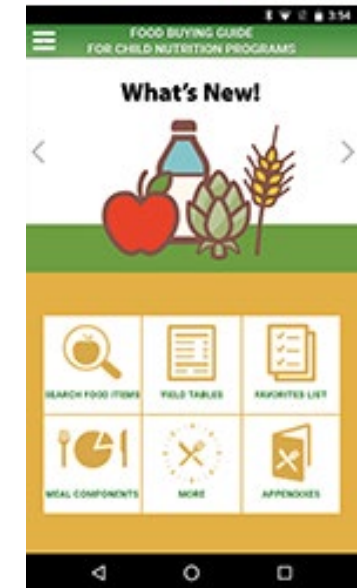 3:54
FOOD BUYING GUIDE
FOR CHILD NUTRITION PROGRAMS
What's New!
SEARCH FOOD ITEMS
YIELD TABLES
FAVORITES LIST
MEAL COMPONENTS
MORE
APPENDIXES